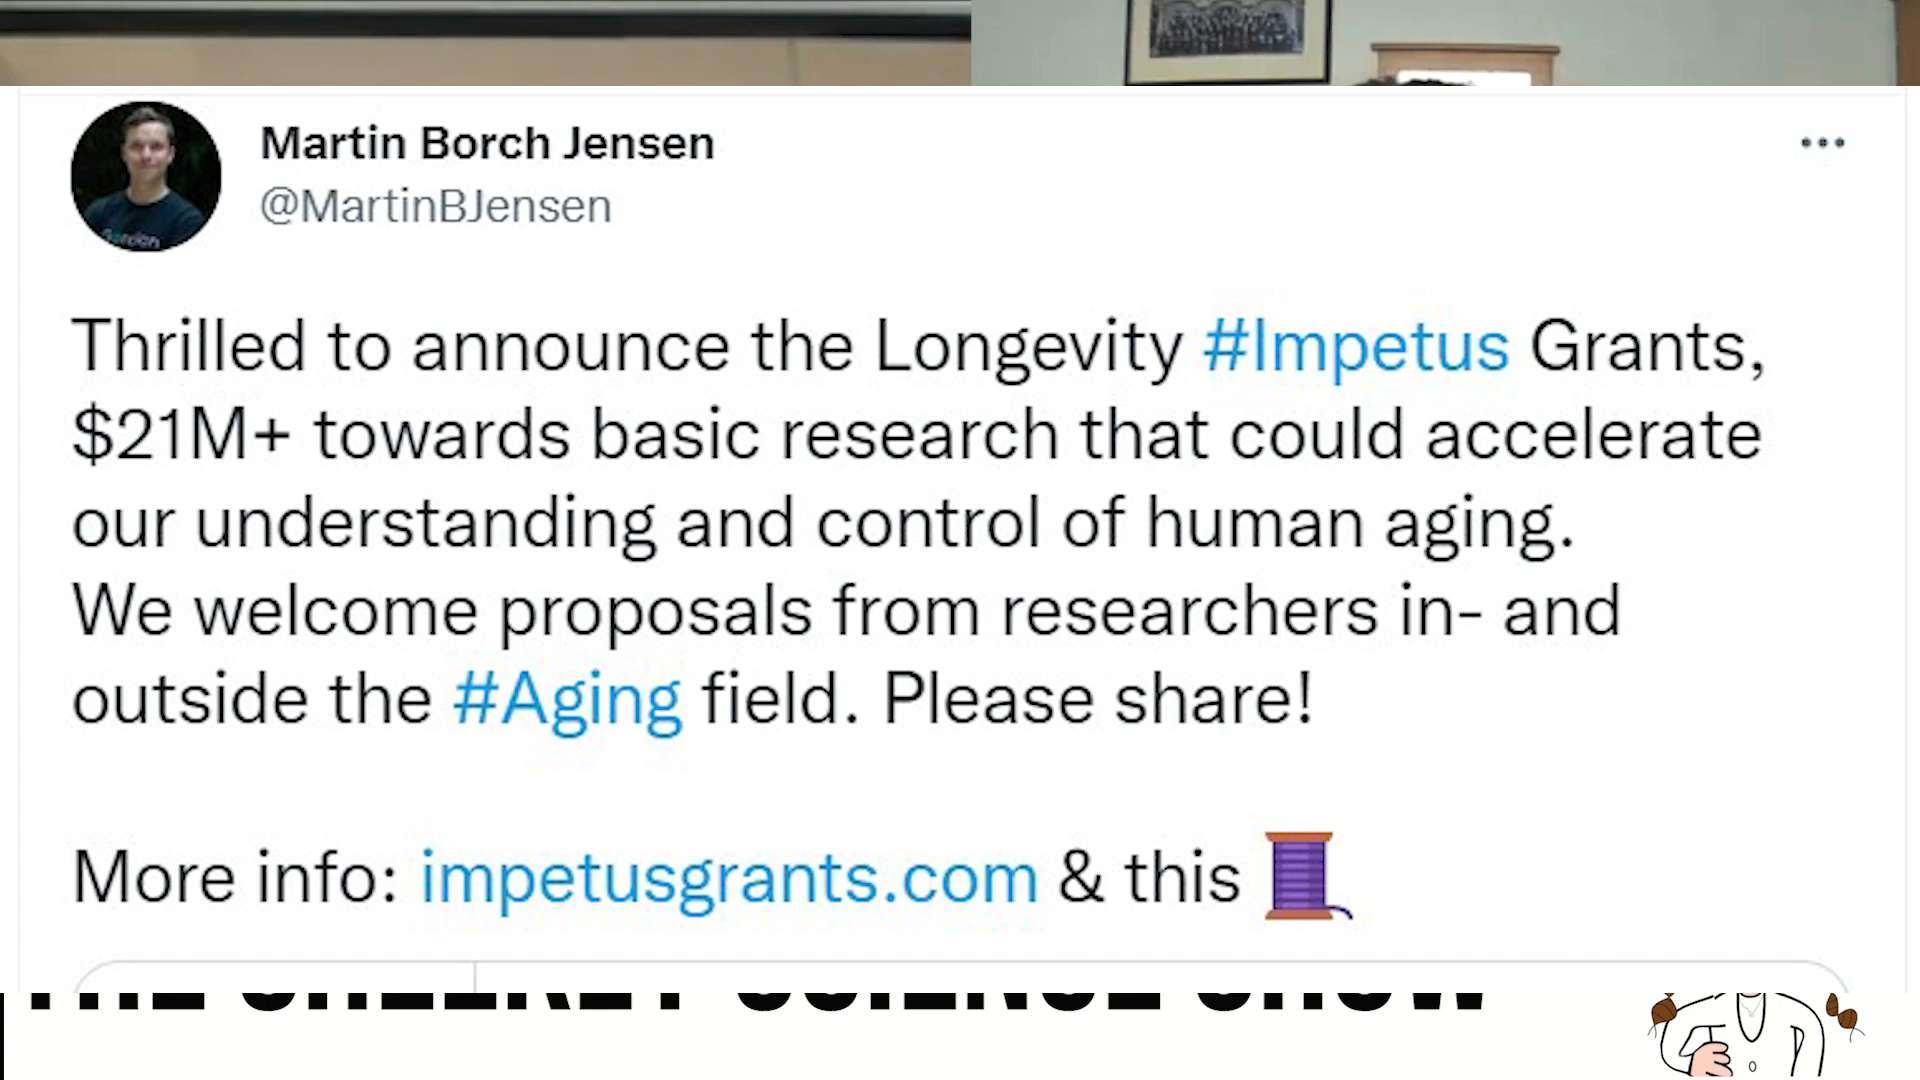 Martin Borch Jensen
@MartinBJensen
Thrilled to announce the Longevity #Impetus Grants,
$21M+ towards basic research that could accelerate
our understanding and control of human aging.
We welcome proposals from researchers in- and
outside the #Aging field. Please share!
More info: impetusgrants.com & this